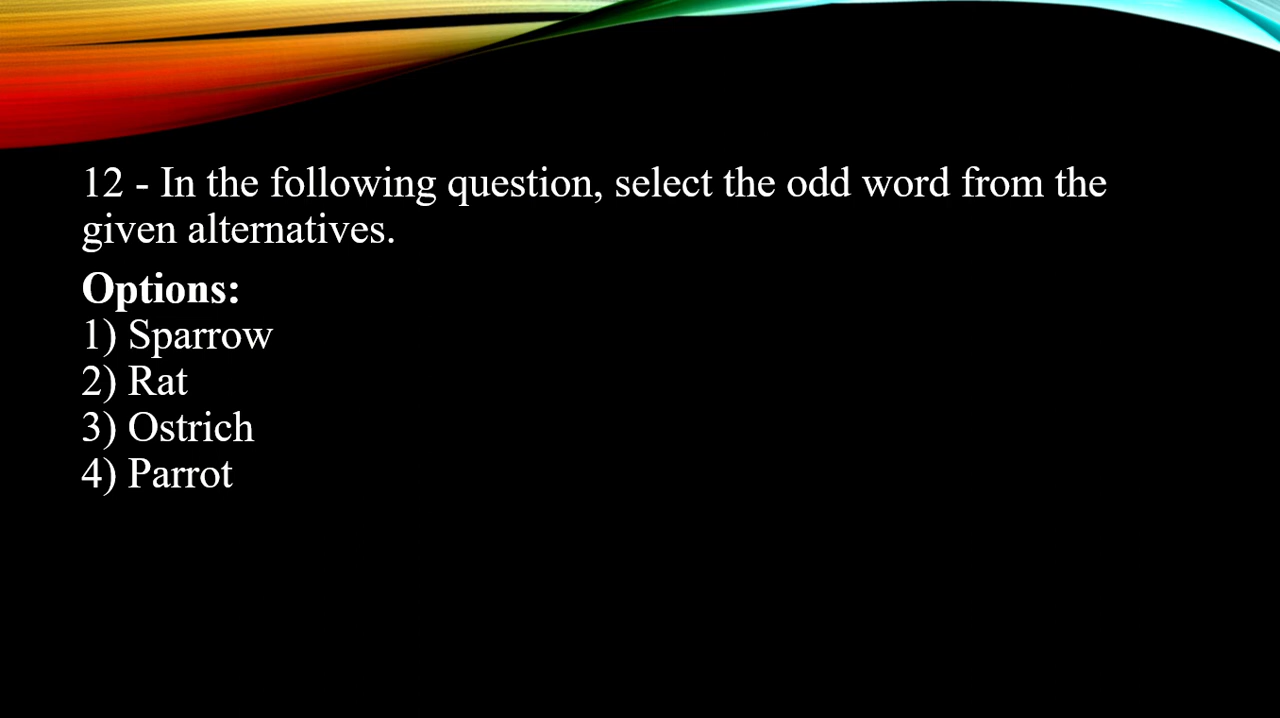 12 - In the following question, select the odd word from the
given alternatives.
Options:
1) Sparrow
2) Rat
3) Ostrich
4) Parrot